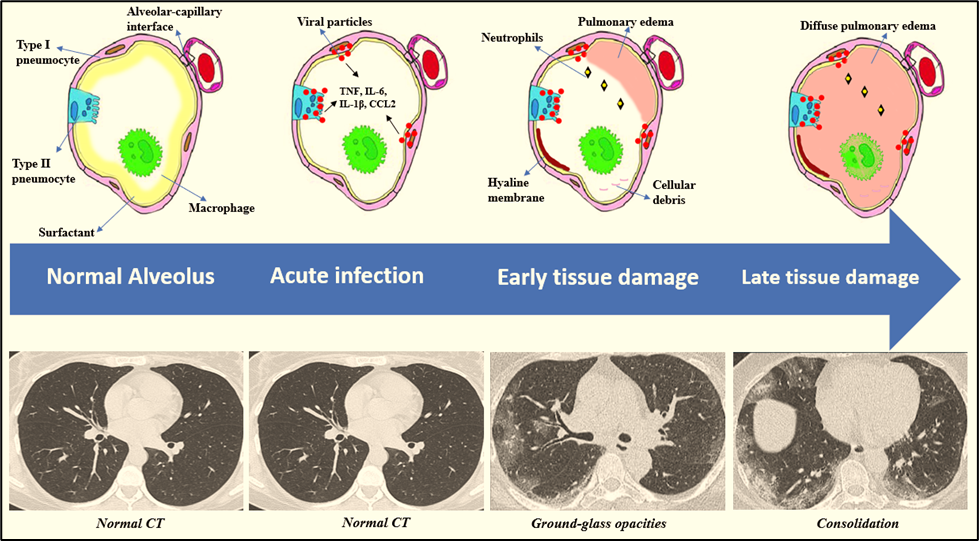 Alveolar-capillary
interface
Type I
pneumocyte
Type II
pneumocyte
Macrophage
Surfactant
Viral particles
TNF, IL-6,
IL-1β, CCL2
Pulmonary edema
Neutrophils
Hyaline
membrane
Cellular
debris
Diffuse pulmonary edema
Normal Alveolus
Acute infection
Early tissue damage
Late tissue damage
Normal CT
Normal CT
Ground-glass opacities
Consolidation